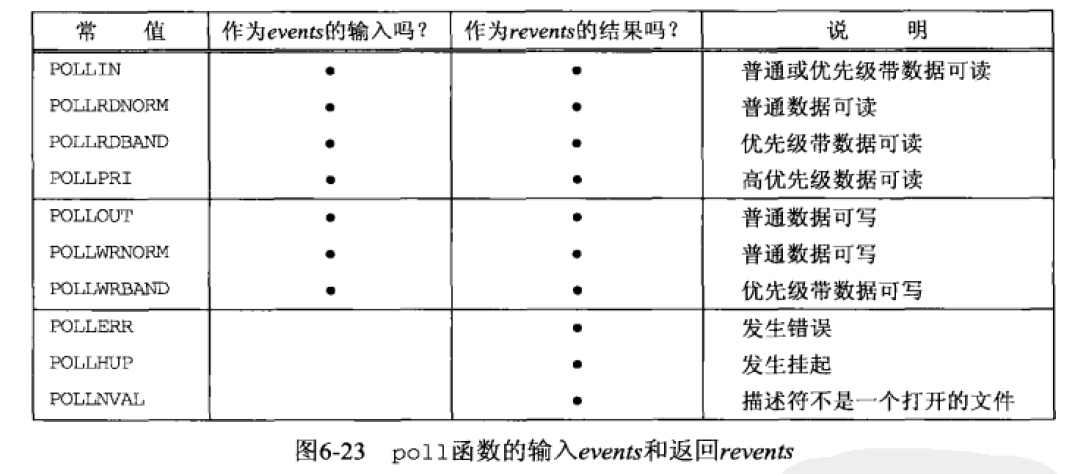 常 值 作为events的输入吗？ 作为revents的结果吗？ 说 明
POLLIN • • 普通或优先级带数据可读
POLLRDNORM • • 普通数据可读
POLLRDBAND • • 优先级带数据可读
POLLPRI • • 高优先级数据可读
POLLOUT • • 普通数据可写
POLLWRNORM • • 普通数据可写
POLLWRBAND • • 优先级带数据可写
POLLERR • 发生错误
POLLHUP • 发生挂起
POLLNVAL • 描述符不是一个打开的文件
图6-23 poll函数的输入events和返回revents